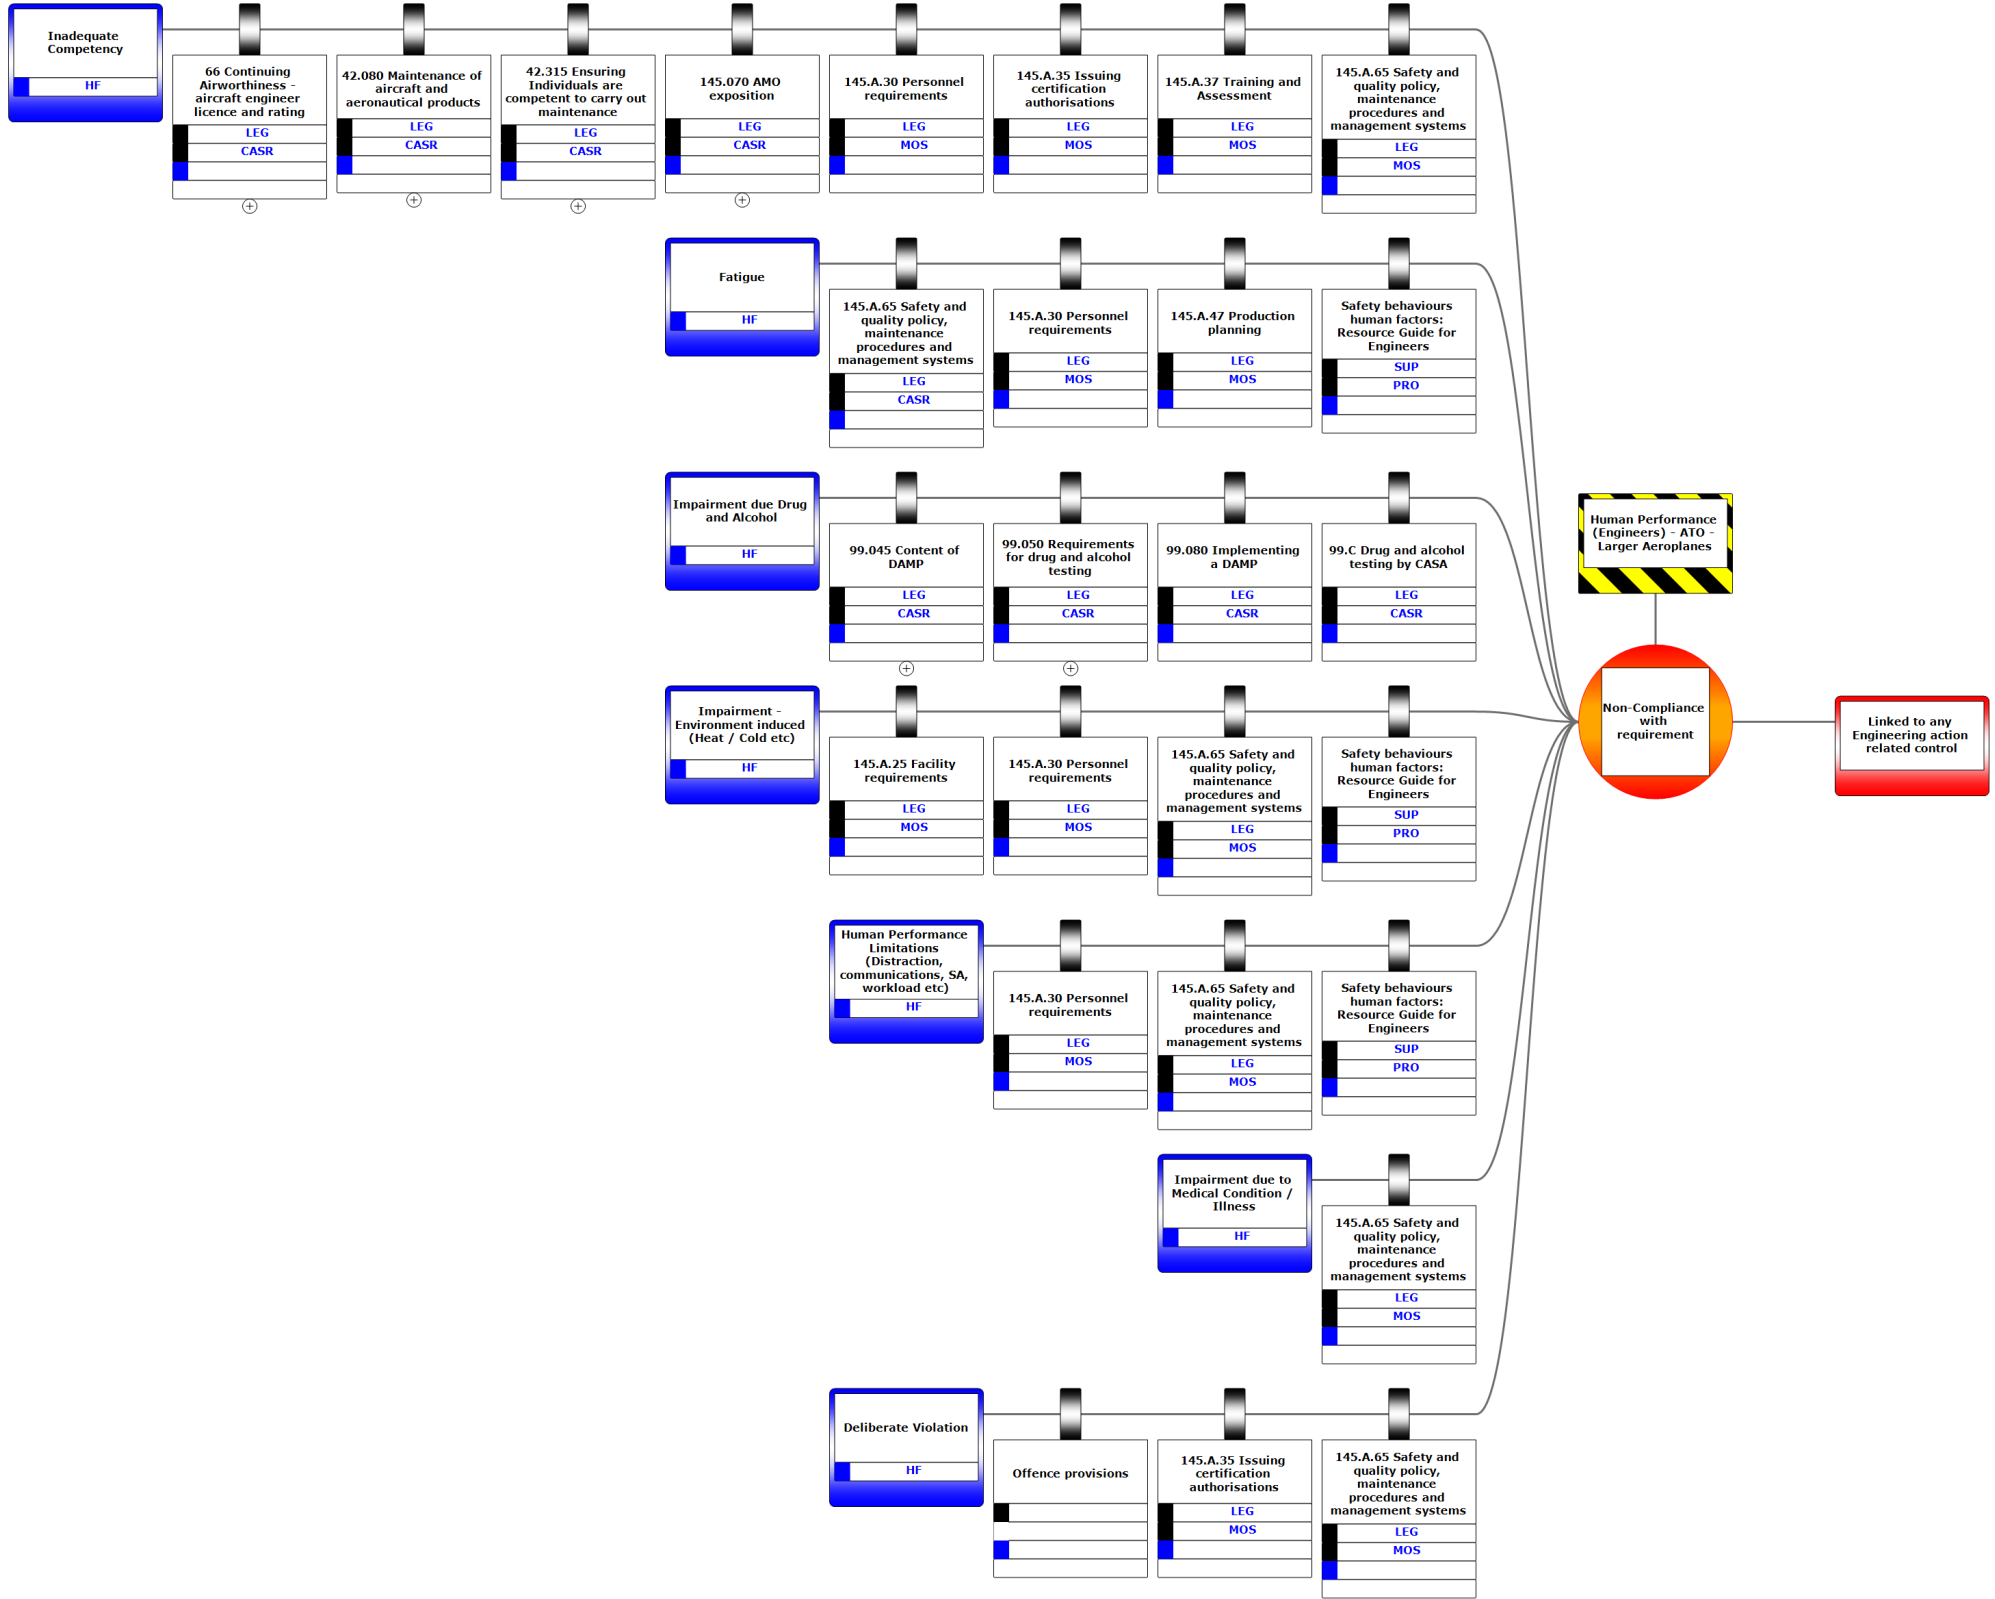 Inadequate
Competency
HF
66 Continuing
Airworthiness -
aircraft engineer
licence and rating
LEG
CASR
42.080 Maintenance of
aircraft and
aeronautical products
LEG
CASR
42.315 Ensuring
Individuals are
competent to carry out
maintenance
LEG
CASR
145.070 AMO
exposition
LEG
CASR
145.A.30 Personnel
requirements
LEG
MOS
145.A.35 Issuing
certification
authorisations
LEG
MOS
145.A.37 Training and
Assessment
LEG
MOS
145.A.65 Safety and
quality policy,
maintenance
procedures and
management systems
LEG
MOS
Fatigue
HF
145.A.65 Safety and
quality policy,
maintenance
procedures and
management systems
LEG
CASR
145.A.30 Personnel
requirements
LEG
MOS
145.A.47 Production
planning
LEG
MOS
Safety behaviours
human factors:
Resource Guide for
Engineers
SUP
PRO
Impairment due Drug
and Alcohol
HF
99.045 Content of
DAMP
LEG
CASR
99.050 Requirements
for drug and alcohol
testing
LEG
CASR
99.080 Implementing
a DAMP
LEG
CASR
99.C Drug and alcohol
testing by CASA
LEG
CASR
Human Performance
(Engineers) - ATO -
Larger Aeroplanes
Non-Compliance
with
requirement
Linked to any
Engineering action
related control
Impairment -
Environment induced
(Heat / Cold etc)
HF
145.A.25 Facility
requirements
LEG
MOS
145.A.30 Personnel
requirements
LEG
MOS
145.A.65 Safety and
quality policy,
maintenance
procedures and
management systems
LEG
MOS
Safety behaviours
human factors:
Resource Guide for
Engineers
SUP
PRO
Human Performance
Limitations
(Distraction,
communications, SA,
workload etc)
HF
145.A.30 Personnel
requirements
LEG
MOS
145.A.65 Safety and
quality policy,
maintenance
procedures and
management systems
LEG
MOS
Safety behaviours
human factors:
Resource Guide for
Engineers
SUP
PRO
Impairment due to
Medical Condition /
Illness
HF
145.A.65 Safety and
quality policy,
maintenance
procedures and
management systems
LEG
MOS
Deliberate Violation
HF
Offence provisions
145.A.35 Issuing
certification
authorisations
LEG
MOS
145.A.65 Safety and
quality policy,
maintenance
procedures and
management systems
LEG
MOS